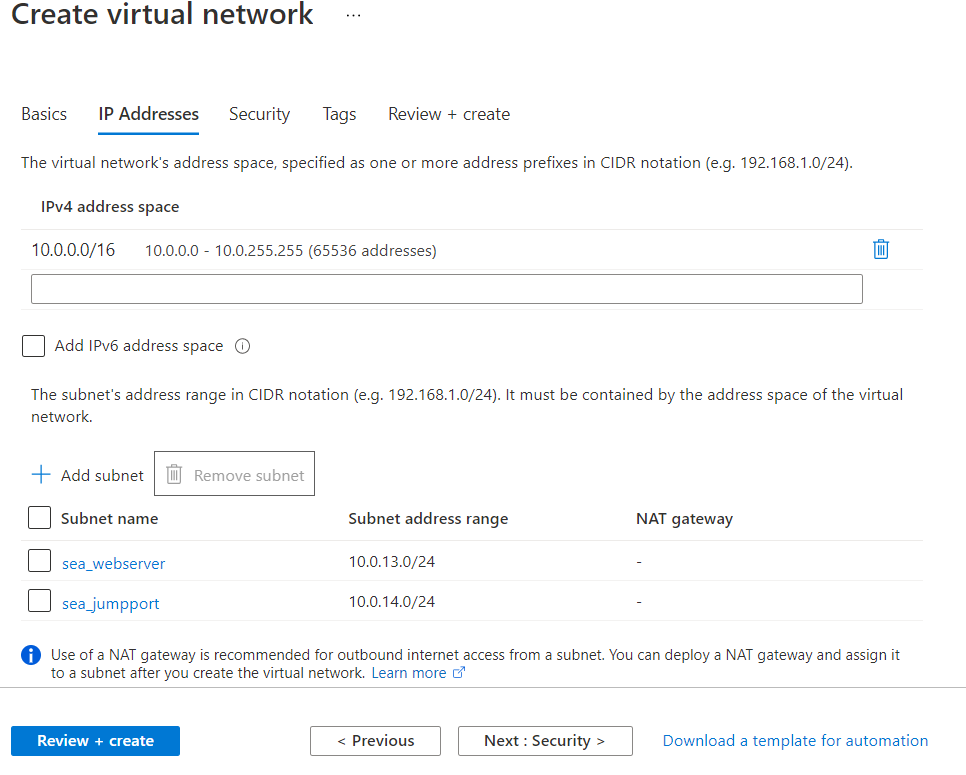 Create virtual network ...
Basics IP Addresses Security Tags Review + create
The virtual network's address space, specified as one or more address prefixes in CIDR notation (e.g. 192.168.1.0/24).
IPv4 address space
10.0.0.0/16 10.0.0.0 - 10.0.255.255 (65536 addresses)
Add IPv6 address space
The subnet's address range in CIDR notation (e.g. 192.168.1.0/24). It must be contained by the address space of the virtual
network.
Add subnet Remove subnet
Subnet name Subnet address range NAT gateway
sea_webserver 10.0.13.0/24 -
sea_jumpport 10.0.14.0/24 -
Use of a NAT gateway is recommended for outbound internet access from a subnet. You can deploy a NAT gateway and assign it
to a subnet after you create the virtual network. Learn more
Review + create < Previous Next : Security > Download a template for automation